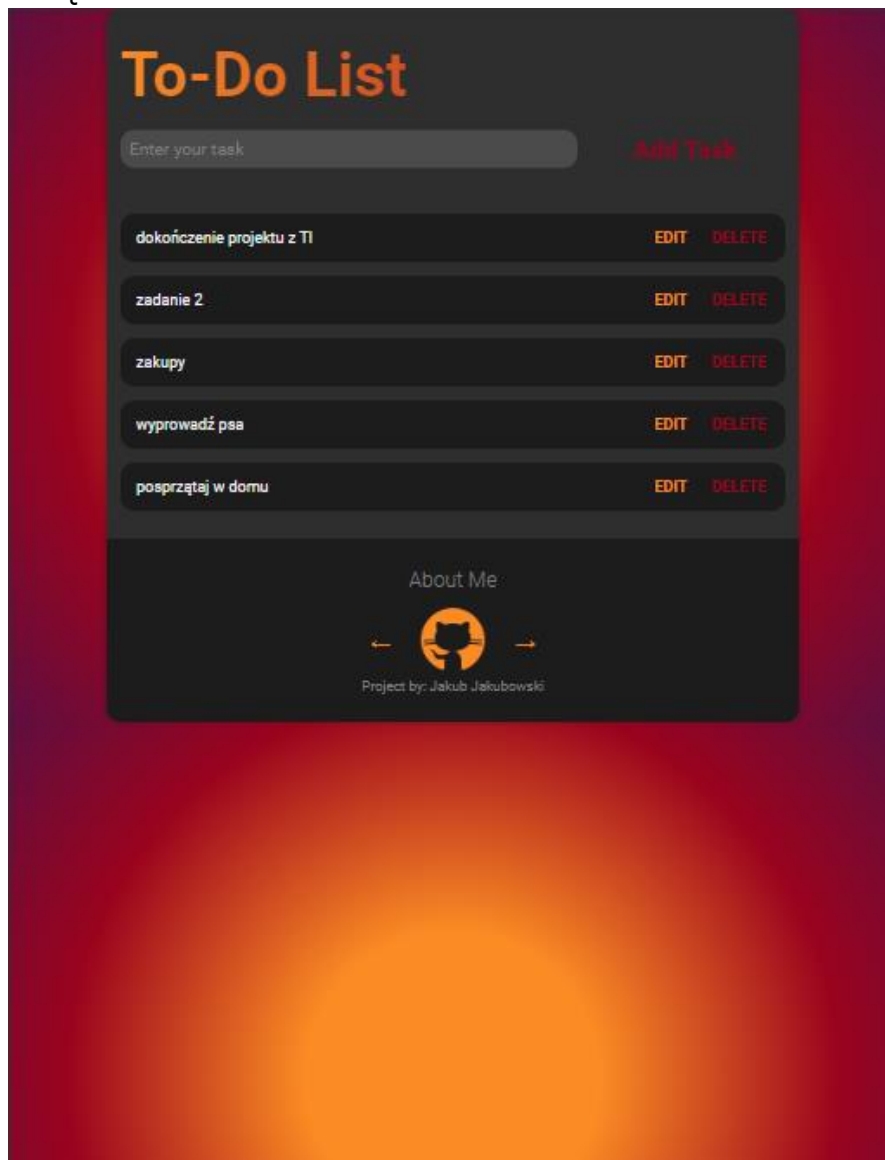 To-Do List
Enter your task Add Task
dokończenie projektu z TI EDIT DELETE
zadanie 2 EDIT DELETE
zakupy EDIT DELETE
wyprowadź psa EDIT DELETE
posprzątaj w domu EDIT DELETE
About Me
← →
Project by: Jakub Jakubowski